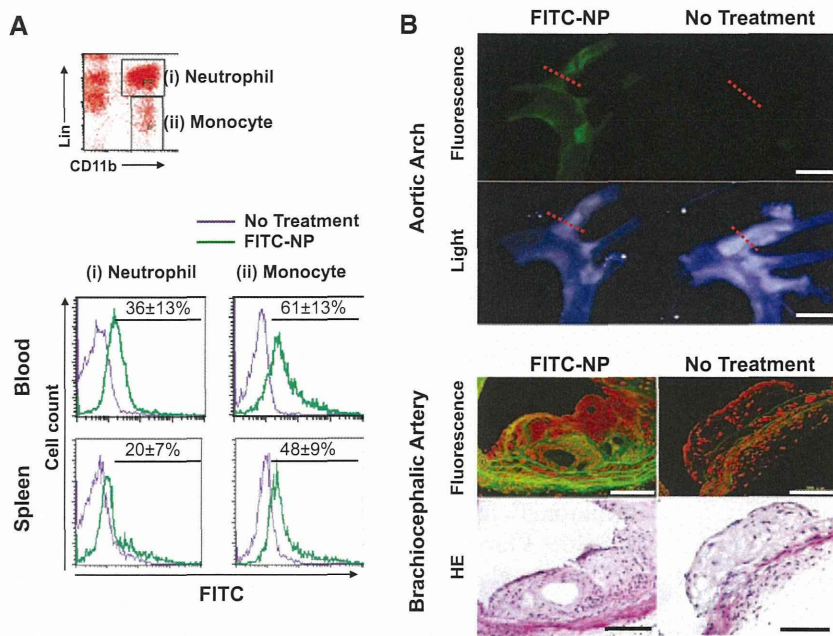 A
Lin
CD11b
(i) Neutrophil
(ii) Monocyte
No Treatment
FITC-NP
(i) Neutrophil
(ii) Monocyte
Blood
Spleen
Cell count
36±13%
61±13%
20±7%
48±9%
FITC
B
FITC-NP
No Treatment
Aortic Arch
Fluorescence
Light
FITC-NP
No Treatment
Brachiocephalic Artery
Fluorescence
HE